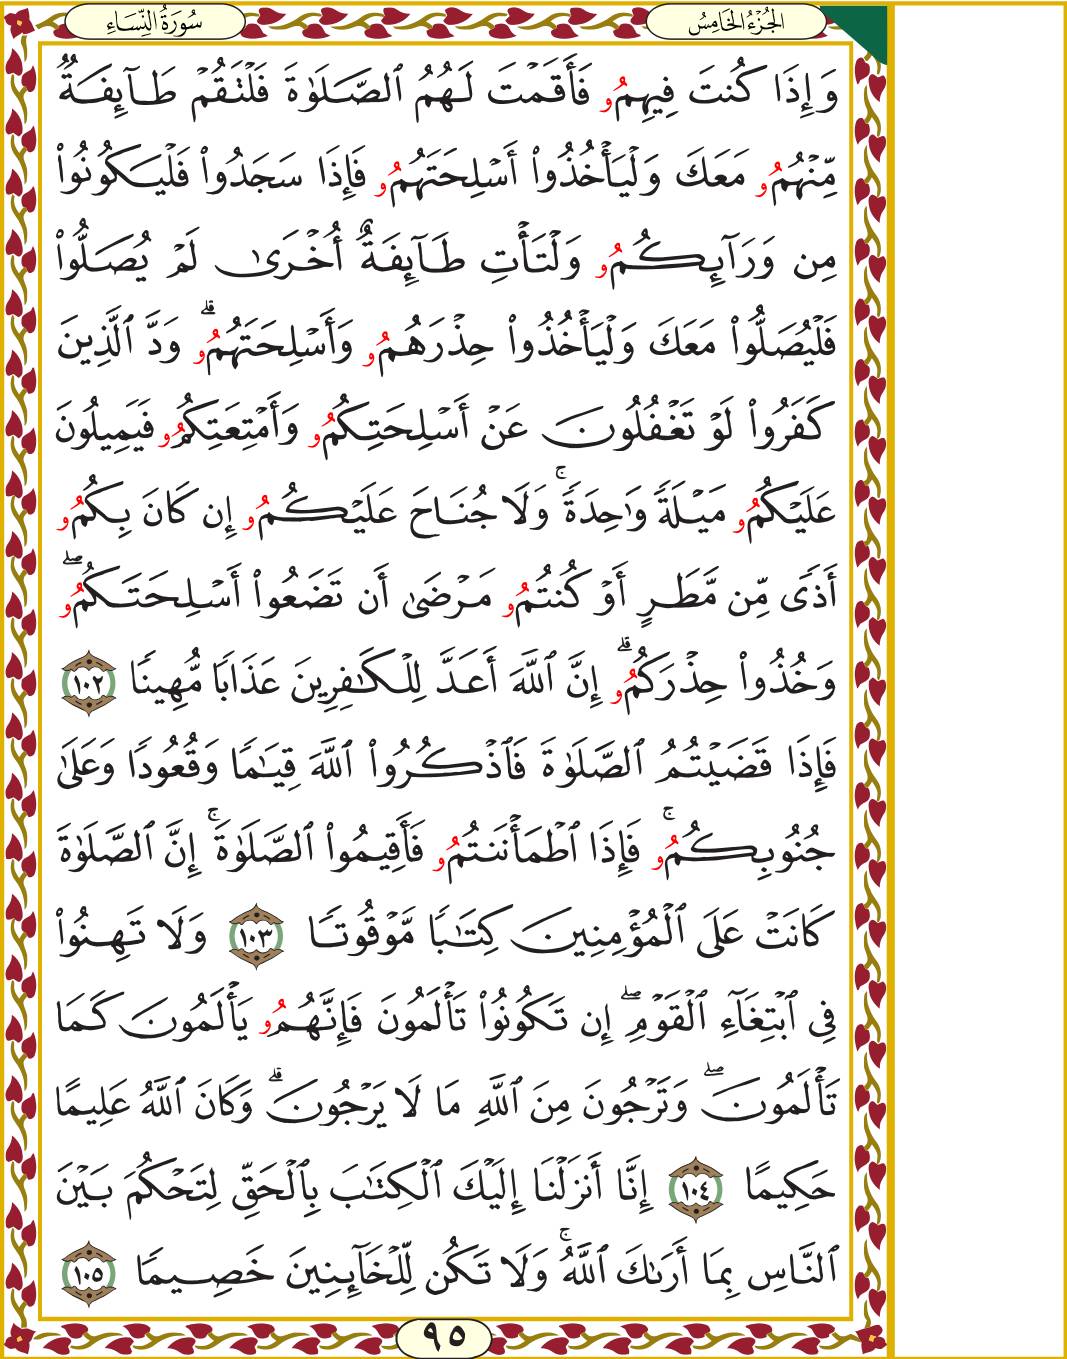 الجُزْءُ الخَامِسُ
سُورَةُ النِّسَاءِ
وَإِذَا كُنتَ فِيهِمُۥ فَأَقَمْتَ لَهُمُ ٱلصَّلَوٰةَ فَلْتَقُمْ طَآئِفَةٌ
مِّنْهُمُۥ مَعَكَ وَلْيَأْخُذُوا۟ أَسْلِحَتَهُمُۥ فَإِذَا سَجَدُوا۟ فَلْيَكُونُوا۟
مِن وَرَآئِكُمُۥ وَلْتَأْتِ طَآئِفَةٌ أُخْرَىٰ لَمْ يُصَلُّوا۟
فَلْيُصَلُّوا۟ مَعَكَ وَلْيَأْخُذُوا۟ حِذْرَهُمُۥ وَأَسْلِحَتَهُمُۥۗ وَدَّ ٱلَّذِينَ
كَفَرُوا۟ لَوْ تَغْفُلُونَ عَنْ أَسْلِحَتِكُمُۥ وَأَمْتِعَتِكُمُۥ فَيَمِيلُونَ
عَلَيْكُمُۥ مَيْلَةً وَٰحِدَةًۚ وَلَا جُنَاحَ عَلَيْكُمُۥ إِن كَانَ بِكُمُۥ
أَذًى مِّن مَّطَرٍ أَوْ كُنتُمُۥ مَرْضَىٰ أَن تَضَعُوا۟ أَسْلِحَتَكُمُۥۖ
وَخُذُوا۟ حِذْرَكُمُۥۗ إِنَّ ٱللَّهَ أَعَدَّ لِلْكَٰفِرِينَ عَذَابًا مُّهِينًا ١٠٢
فَإِذَا قَضَيْتُمُ ٱلصَّلَوٰةَ فَٱذْكُرُوا۟ ٱللَّهَ قِيَٰمًا وَقُعُودًا وَعَلَىٰ
جُنُوبِكُمُۥۚ فَإِذَا ٱطْمَأْنَنتُمُۥ فَأَقِيمُوا۟ ٱلصَّلَوٰةَۚ إِنَّ ٱلصَّلَوٰةَ
كَانَتْ عَلَى ٱلْمُؤْمِنِينَ كِتَٰبًا مَّوْقُوتًا ١٠٣ وَلَا تَهِنُوا۟
فِى ٱبْتِغَآءِ ٱلْقَوْمِۖ إِن تَكُونُوا۟ تَأْلَمُونَ فَإِنَّهُمُۥ يَأْلَمُونَ كَمَا
تَأْلَمُونَۖ وَتَرْجُونَ مِنَ ٱللَّهِ مَا لَا يَرْجُونَۗ وَكَانَ ٱللَّهُ عَلِيمًا
حَكِيمًا ١٠٤ إِنَّا أَنزَلْنَا إِلَيْكَ ٱلْكِتَٰبَ بِٱلْحَقِّ لِتَحْكُمَ بَيْنَ
ٱلنَّاسِ بِمَا أَرَىٰكَ ٱللَّهُۚ وَلَا تَكُن لِّلْخَآئِنِينَ خَصِيمًا ١٠٥
٩٥